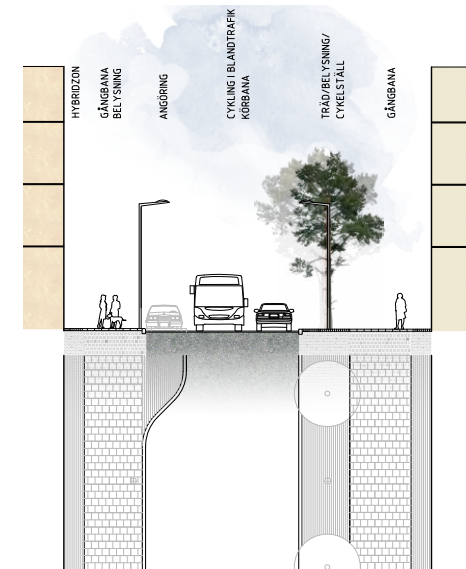 HYBRIDZON
GÅNGBANA
BELYSNING
ANGÖRING
CYKLING I BLANDTRAFIK
KÖRBANA
TRÄD/BELYSNING/
CYKELSTÄLL
GÅNGBANA